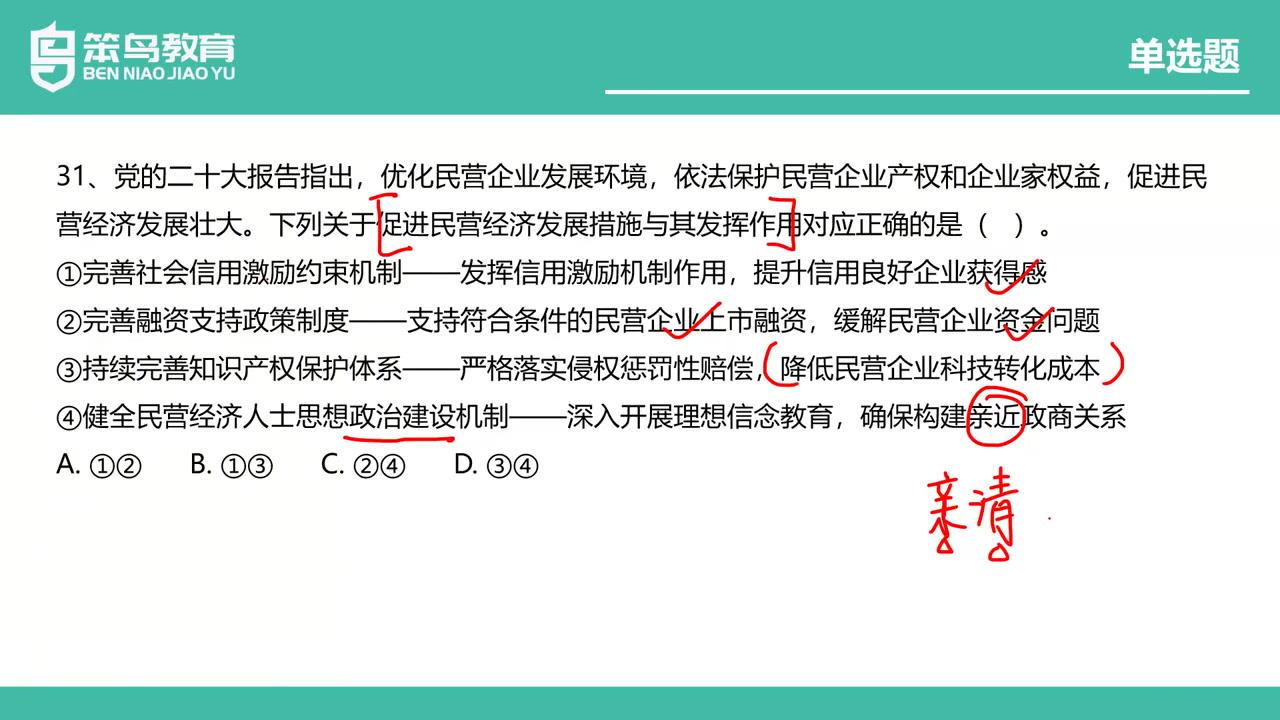 笨鸟教育
BEN NIAO JIAO YU
单选题
31、党的二十大报告指出，优化民营企业发展环境，依法保护民营企业产权和企业家权益，促进民
营经济发展壮大。下列关于促进民营经济发展措施与其发挥作用对应正确的是（ ）。
①完善社会信用激励约束机制——发挥信用激励机制作用，提升信用良好企业获得感
②完善融资支持政策制度——支持符合条件的民营企业上市融资，缓解民营企业资金问题
③持续完善知识产权保护体系——严格落实侵权惩罚性赔偿，降低民营企业科技转化成本
④健全民营经济人士思想政治建设机制——深入开展理想信念教育，确保构建亲近政商关系
A. ①② B. ①③ C. ②④ D. ③④
亲清